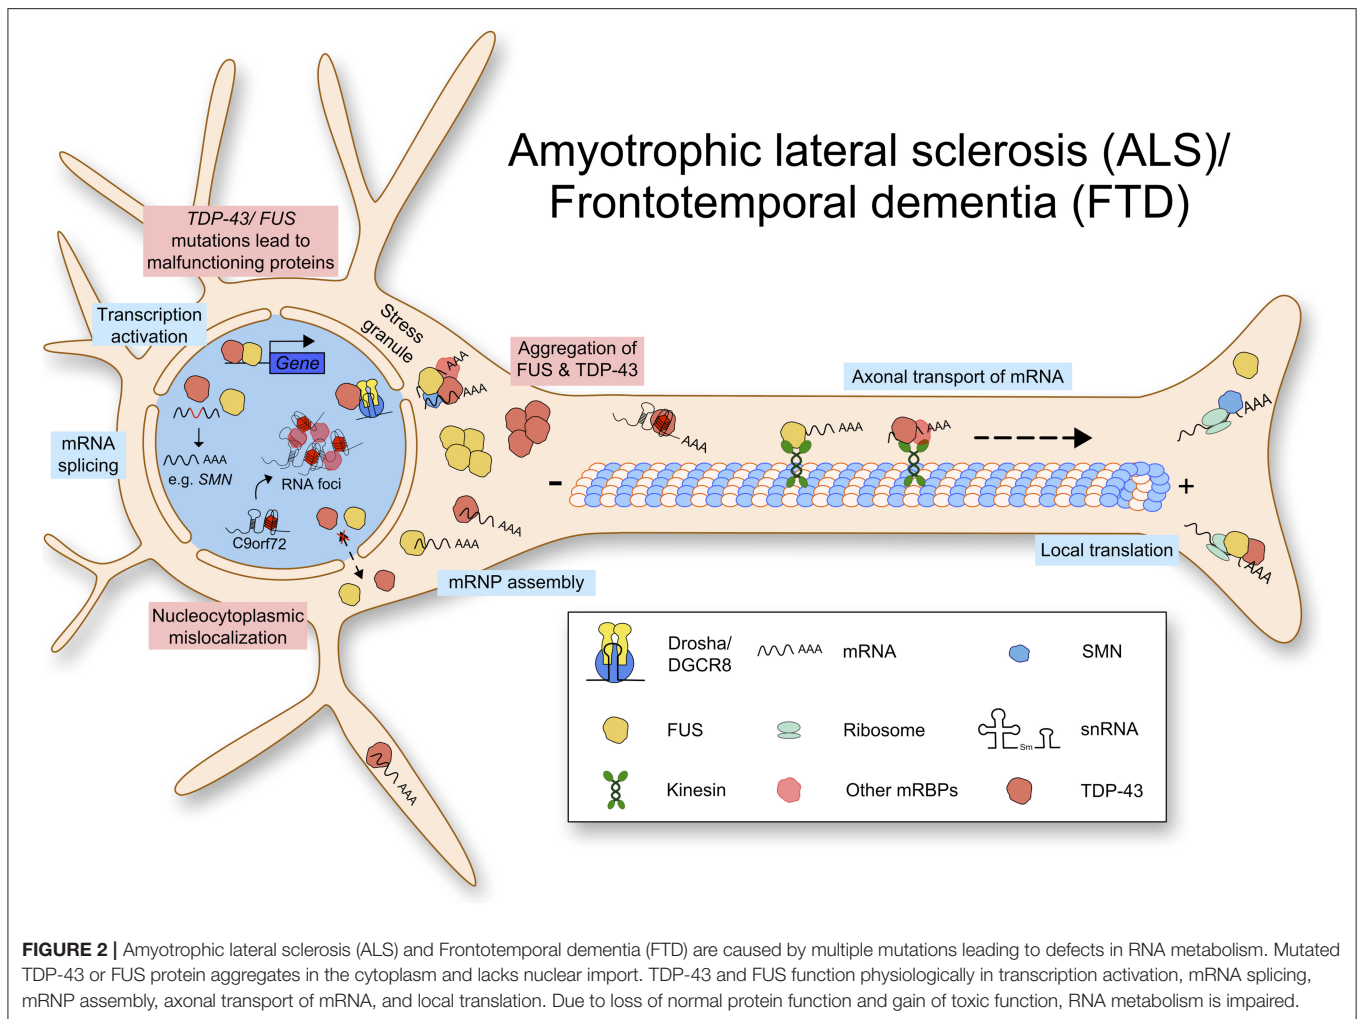 Amyotrophic lateral sclerosis (ALS)/
Frontotemporal dementia (FTD)
TDP-43/ FUS
mutations lead to
malfunctioning proteins
Transcription
activation
Stress
granule
Gene
AAA
AAA
Aggregation of
FUS & TDP-43
Axonal transport of mRNA
mRNA
splicing
AAA
e.g. SMN
RNA foci
C9orf72
AAA
AAA
AAA
AAA
AAA
AAA
-
+
Local translation
AAA
mRNP assembly
Nucleocytoplasmic
mislocalization
AAA
Drosha/
DGCR8
AAA
mRNA
SMN
FUS
Ribosome
Sm
snRNA
Kinesin
Other mRBPs
TDP-43
FIGURE 2 | Amyotrophic lateral sclerosis (ALS) and Frontotemporal dementia (FTD) are caused by multiple mutations leading to defects in RNA metabolism. Mutated
TDP-43 or FUS protein aggregates in the cytoplasm and lacks nuclear import. TDP-43 and FUS function physiologically in transcription activation, mRNA splicing,
mRNP assembly, axonal transport of mRNA, and local translation. Due to loss of normal protein function and gain of toxic function, RNA metabolism is impaired.